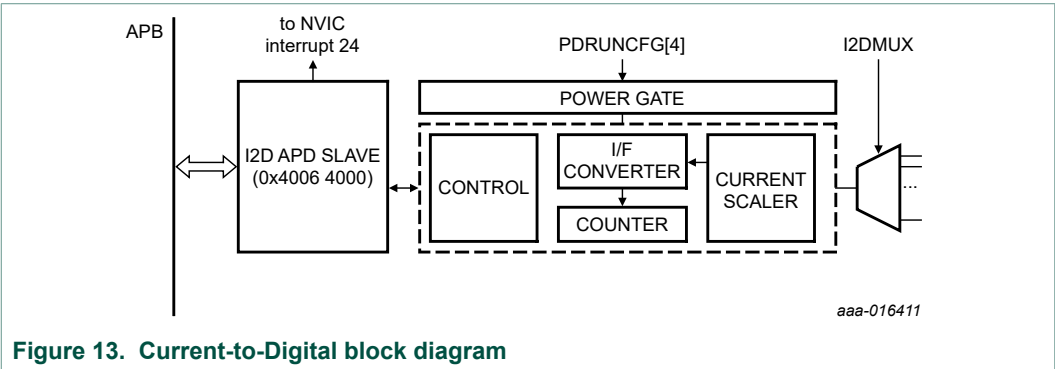 APB
to NVIC
interrupt 24
PDRUNCFG[4]
I2DMUX
POWER GATE
I2D APD SLAVE
(0x4006 4000)
CONTROL
I/F
CONVERTER
COUNTER
CURRENT
SCALER
...
aaa-016411
Figure 13. Current-to-Digital block diagram